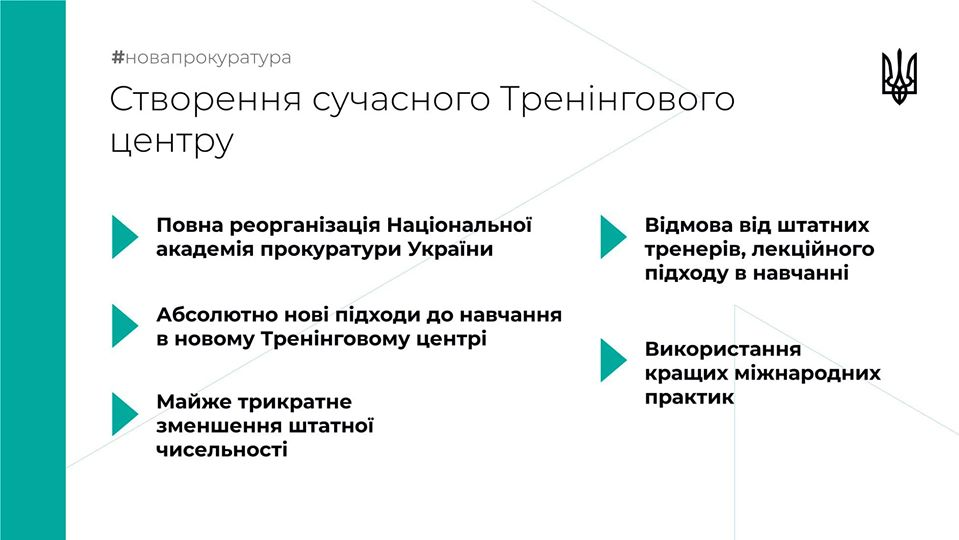 #новапрокуратура
Створення сучасного Тренінгового
центру
Повна реорганізація Національної
академія прокуратури України
Абсолютно нові підходи до навчання
в новому Тренінговому центрі
Майже трикратне
зменшення штатної
чисельності
Відмова від штатних
тренерів, лекційного
підходу в навчанні
Використання
кращих міжнародних
практик